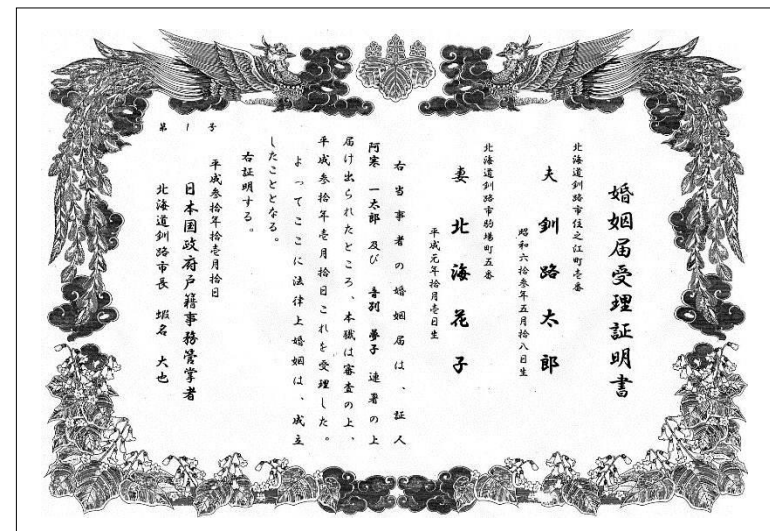 婚姻届受理証明書
北海道釧路市住之江町壱番
夫 釧路太郎
昭和六拾参年五月拾八日生
北海道釧路市駒場町五番
妻 北海花子
平成元年拾月壱日生
右当事者の婚姻届は、証人
阿寒 一太郎 及び 音別 夢子 連署の上
届け出られたところ、本職は審査の上、
平成参拾年壱月拾日これを受理した。
よってここに法律上婚姻は、成立
したこととなる。
右証明する。
平成参拾年拾壱月拾日
日本国政府戸籍事務管掌者
北海道釧路市長 蝦名 大也
第 1 号